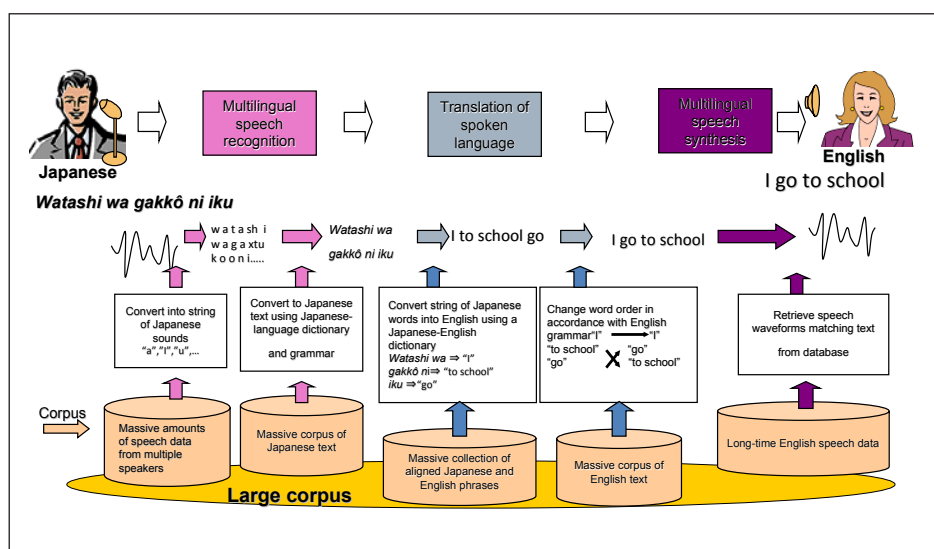 Multilingual
speech
recognition
Translation of
spoken
language
Multilingual
speech
synthesis
Japanese
English
I go to school
Watashi wa gakkô ni iku
w a t a sh i
w a g a x tu
k o o n i.....
Watashi wa
gakkô ni iku
I to school go
I go to school
Convert into string
of Japanese
sounds
“a”,“I”,“u”,...
Convert to Japanese
text using Japanese-
language dictionary
and grammar
Convert string of Japanese
words into English using a
Japanese-English
dictionary
Watashi wa ⇒ “I”
gakkô ni⇒ “to school”
iku ⇒“go”
Change word order in
accordance with English
grammar“I” “I”
“to school” “go”
“go” “to school”
Retrieve speech
waveforms matching text
from database
Corpus
Massive amounts
of speech data
from multiple
speakers
Massive corpus of
Japanese text
Massive collection of
aligned Japanese and
English phrases
Massive corpus of
English text
Long-time English speech data
Large corpus